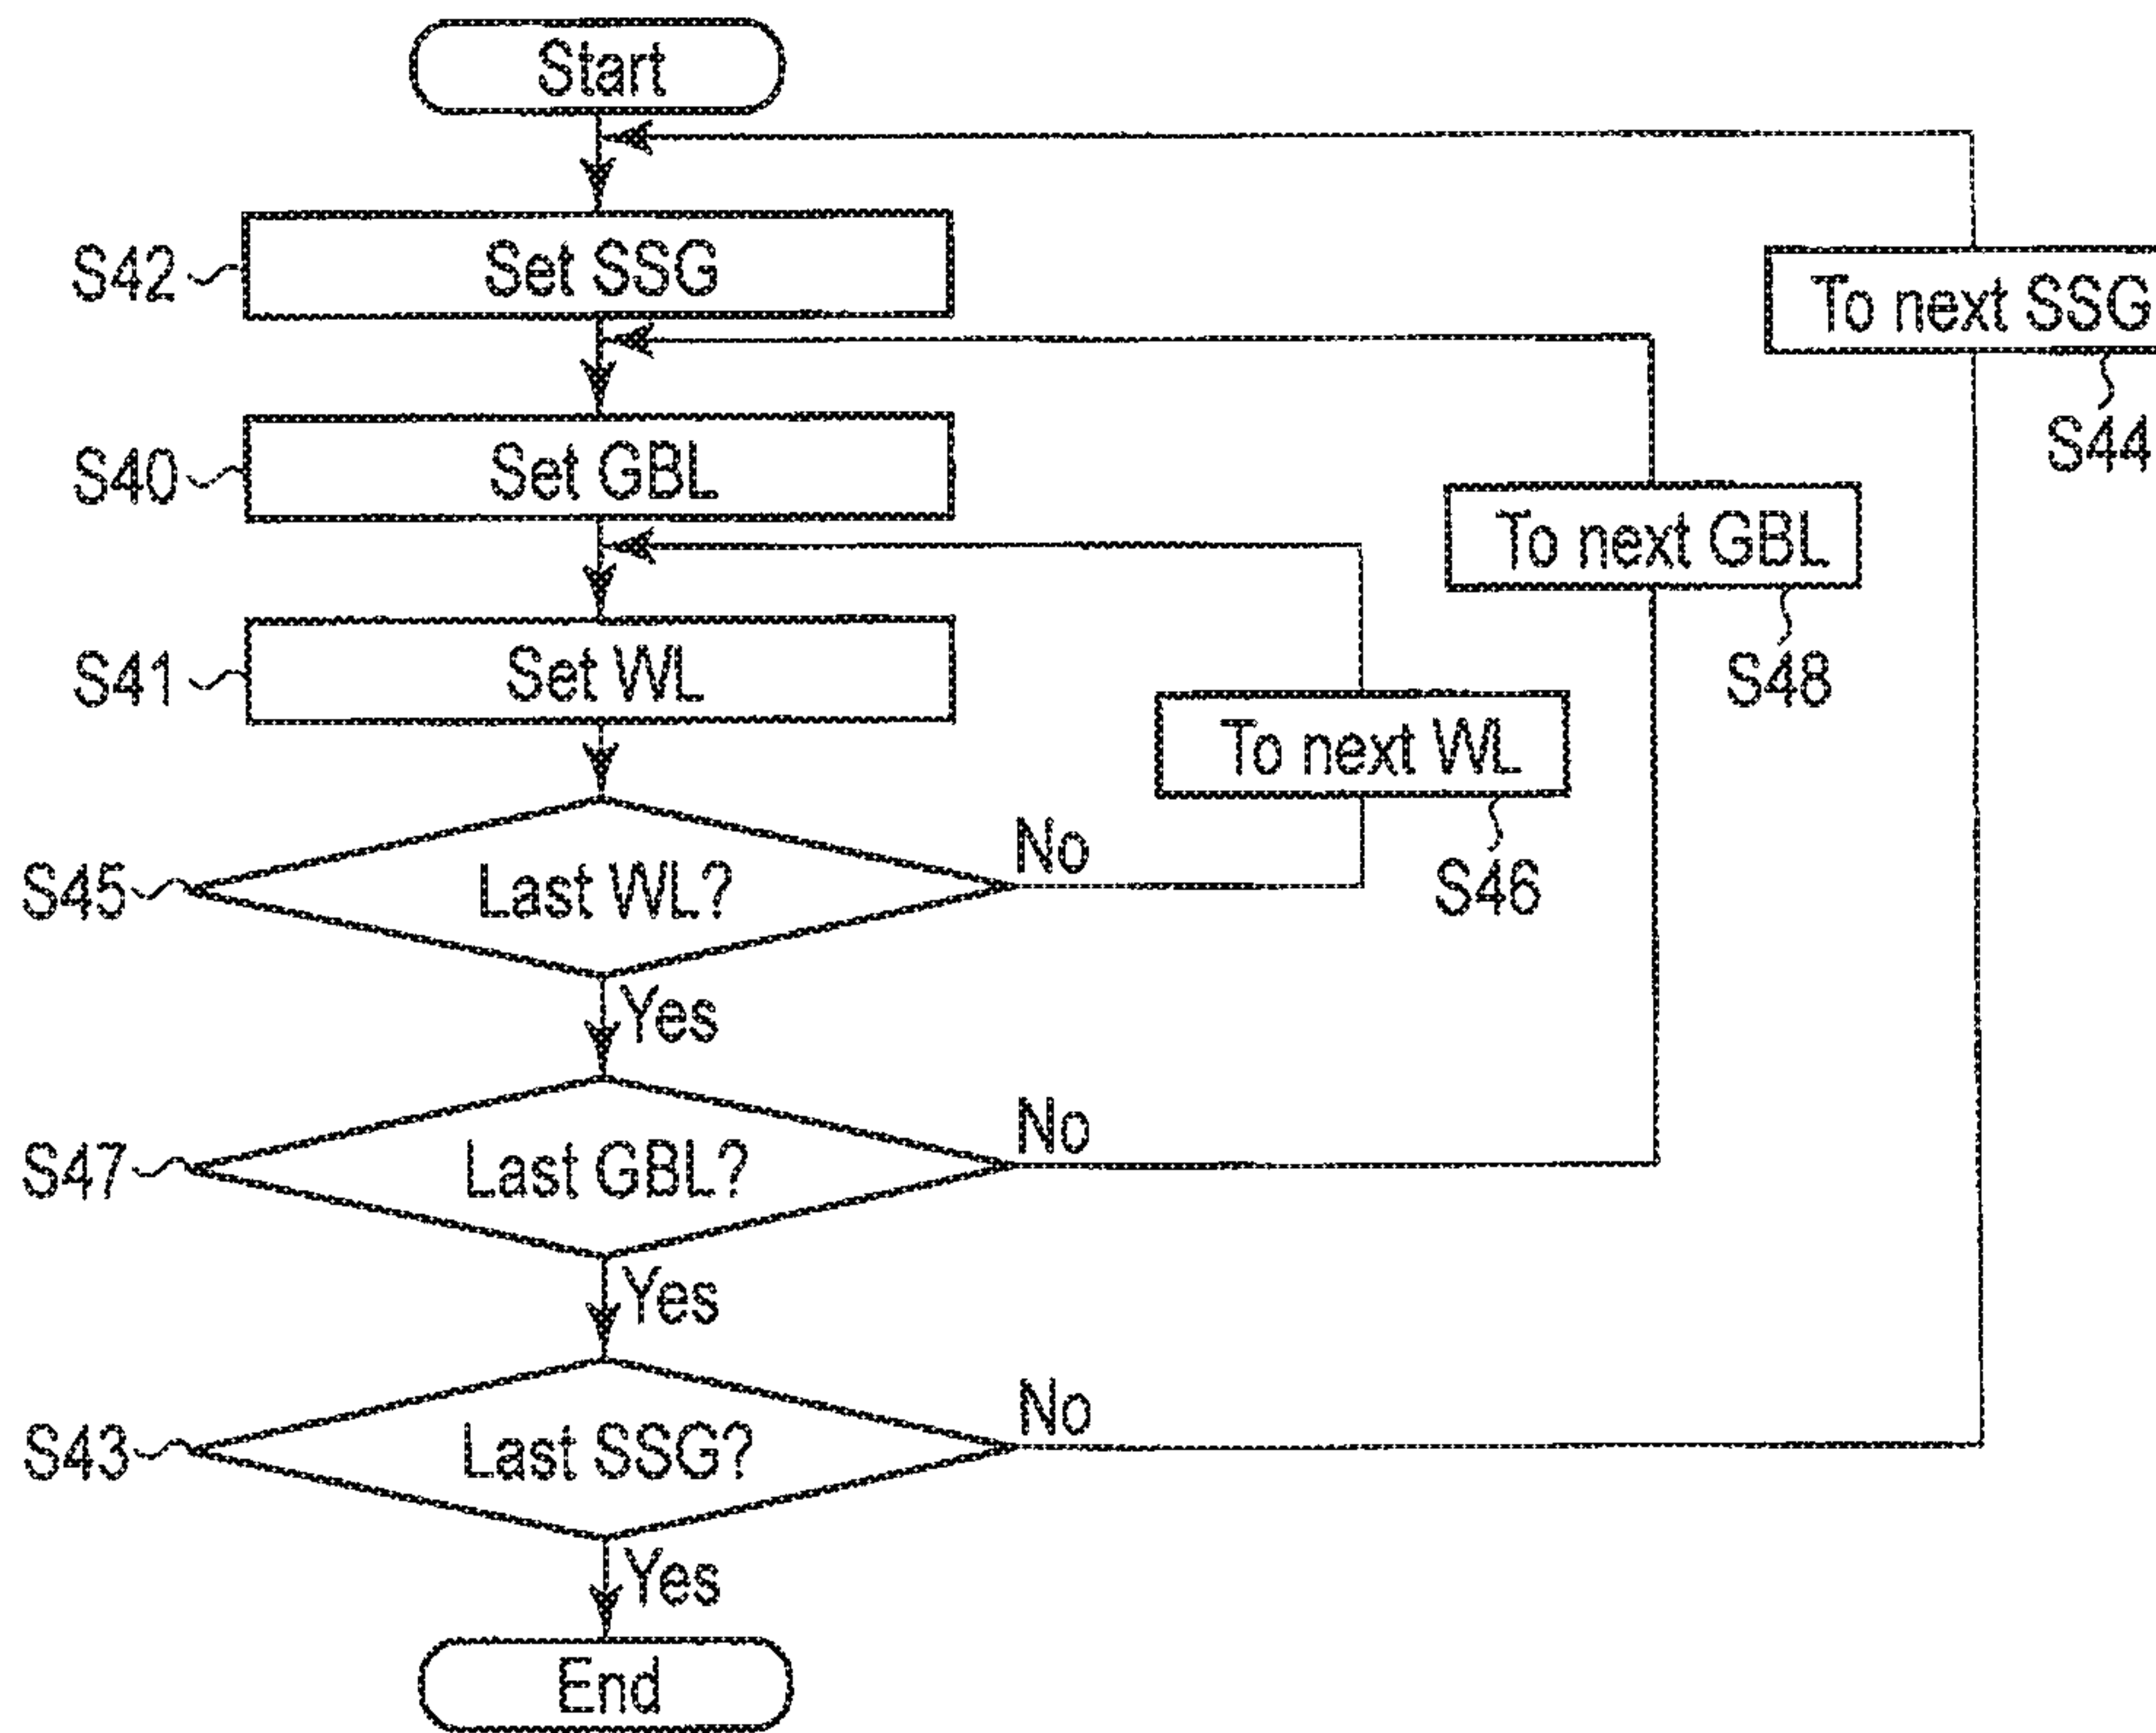 Start
S42
Set SSG
To next SSG
S44
S40
Set GBL
To next GBL
S48
S41
Set WL
To next WL
S46
S45
Last WL?
No
Yes
S47
Last GBL?
No
Yes
S43
Last SSG?
No
Yes
End